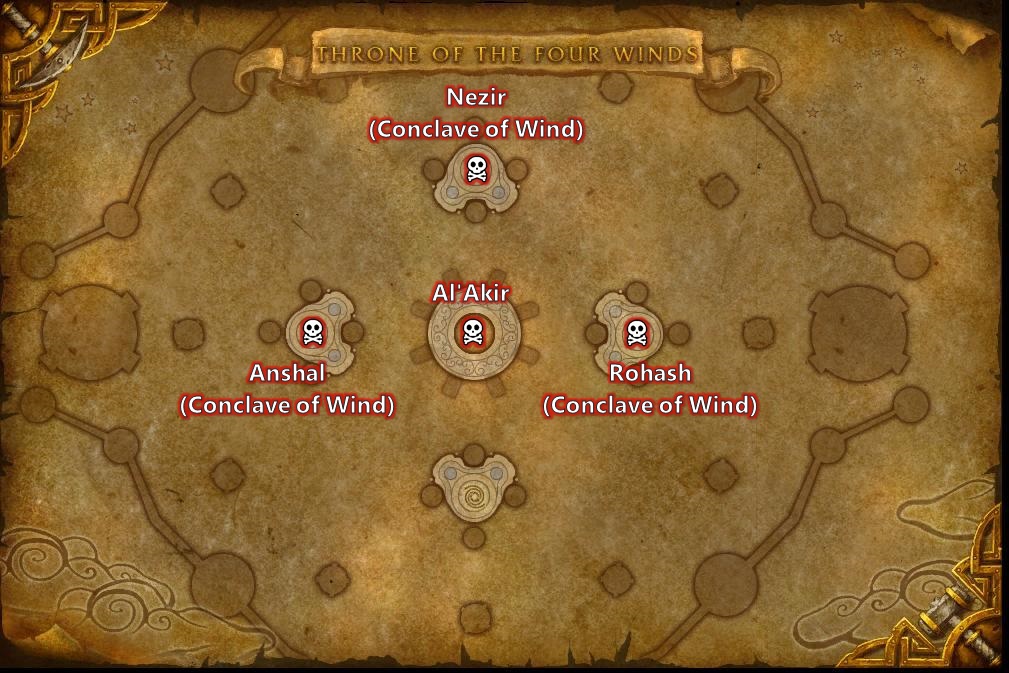 THRONE OF THE FOUR WINDS
Nezir
(Conclave of Wind)
Al'Akir
Anshal
(Conclave of Wind)
Rohash
(Conclave of Wind)